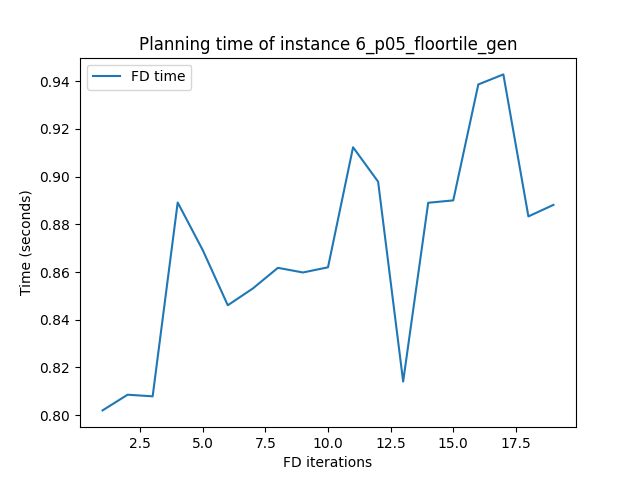 Planning time of instance 6_p05_floortile_gen
FD time
0.94
0.92
0.90
0.88
0.86
0.84
0.82
0.80
Time (seconds)
2.5 5.0 7.5 10.0 12.5 15.0 17.5
FD iterations